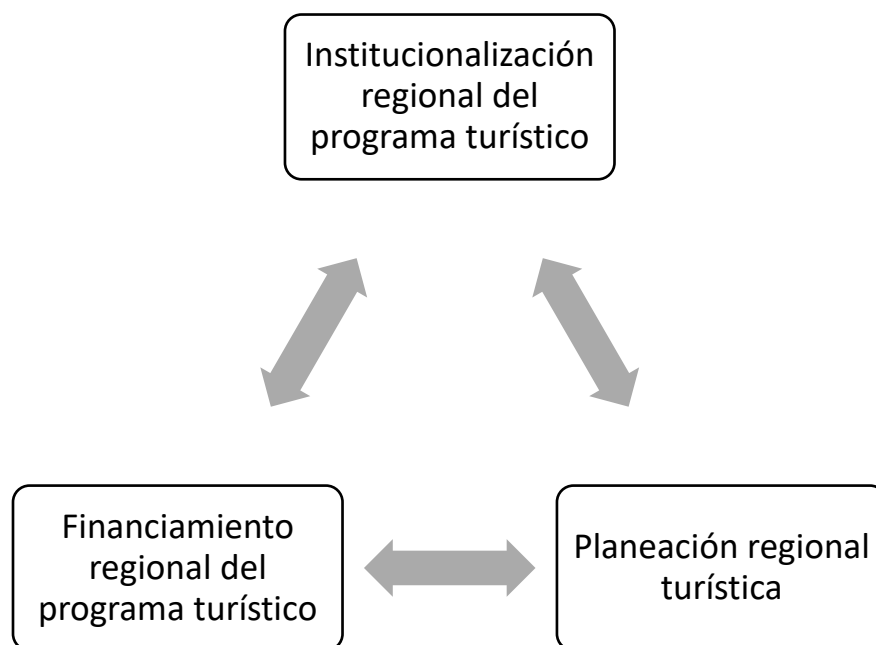 Institucionalización
regional del
programa turístico
Financiamiento
regional del
programa turístico
Planeación regional
turística